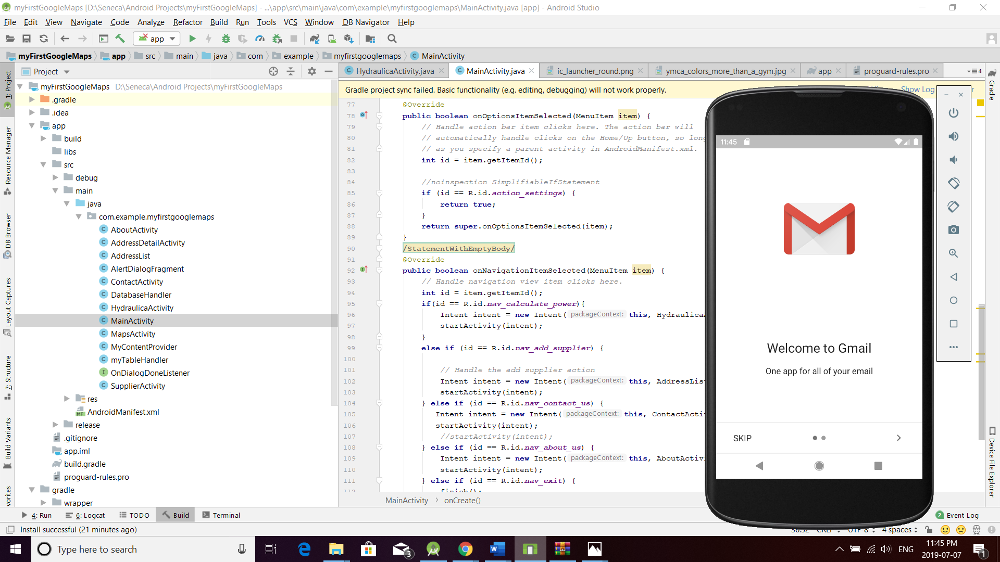 myFirstGoogleMaps [D:\Seneca\Android Projects\myFirstGoogleMaps] - ...\app\src\main\java\com\example\myfirstgooglemaps\MainActivity.java [app] - Android Studio
File Edit View Navigate Code Analyze Refactor Build Run Tools VCS Window DB Navigator Help
app
myFirstGoogleMaps app src main java com example myfirstgooglemaps MainActivity
Project
HydraulicaActivity.java MainActivity.java ic_launcher_round.png ymca_colors_more_than_a_gym.jpg app proguard-rules.pro 4
1: Project
Resource Manager
DB Browser
Layout Captures
7: Structure
Build Variants
vorites
myFirstGoogleMaps D:\Seneca\Android Projects\myFirstGoogleMaps
.gradle
.idea
app
build
libs
src
debug
main
java
com.example.myfirstgooglemaps
AboutActivity
AddressDetailActivity
AddressList
AlertDialogFragment
ContactActivity
DatabaseHandler
HydraulicaActivity
MainActivity
MapsActivity
MyContentProvider
myTableHandler
OnDialogDoneListener
SupplierActivity
res
AndroidManifest.xml
release
.gitignore
app.iml
build.gradle
proguard-rules.pro
gradle
wrapper
Gradle project sync failed. Basic functionality (e.g. editing, debugging) will not work properly.
Show Log
77 @Override
78 public boolean onOptionsItemSelected(MenuItem item) {
79 // Handle action bar item clicks here. The action bar will
80 // automatically handle clicks on the Home/Up button, so long
81 // as you specify a parent activity in AndroidManifest.xml.
82 int id = item.getItemId();
83
84 //noinspection SimplifiableIfStatement
85 if (id == R.id.action_settings) {
86 return true;
87 }
88 return super.onOptionsItemSelected(item);
89 }
90 /StatementWithEmptyBody/
91 @Override
92 public boolean onNavigationItemSelected(MenuItem item) {
93 // Handle navigation view item clicks here.
94 int id = item.getItemId();
95 if(id == R.id.nav_calculate_power){
96 Intent intent = new Intent( packageContext: this, Hydraulica
97 startActivity(intent);
98 }
99 else if (id == R.id.nav_add_supplier) {
100
101 // Handle the add supplier action
102 Intent intent = new Intent( packageContext: this, AddressLis
103 startActivity(intent);
104 } else if (id == R.id.nav_contact_us) {
105 Intent intent = new Intent( packageContext: this, ContactActi
106 startActivity(intent);
107 //startActivity(intent);
108 } else if (id == R.id.nav_about_us) {
109 Intent intent = new Intent( packageContext: this, AboutActiv
110 startActivity(intent);
111 } else if (id == R.id.nav_exit) {
112 finish();
MainActivity onCreate()
11:45
Welcome to Gmail
One app for all of your email
SKIP
Gradle
Device File Explorer
4: Run 6: Logcat TODO Build Terminal
2 Event Log
Install successful (21 minutes ago)
CRLF UTF-8 4 spaces
Type here to search
3
ENG
11:45 PM
2019-07-07
1